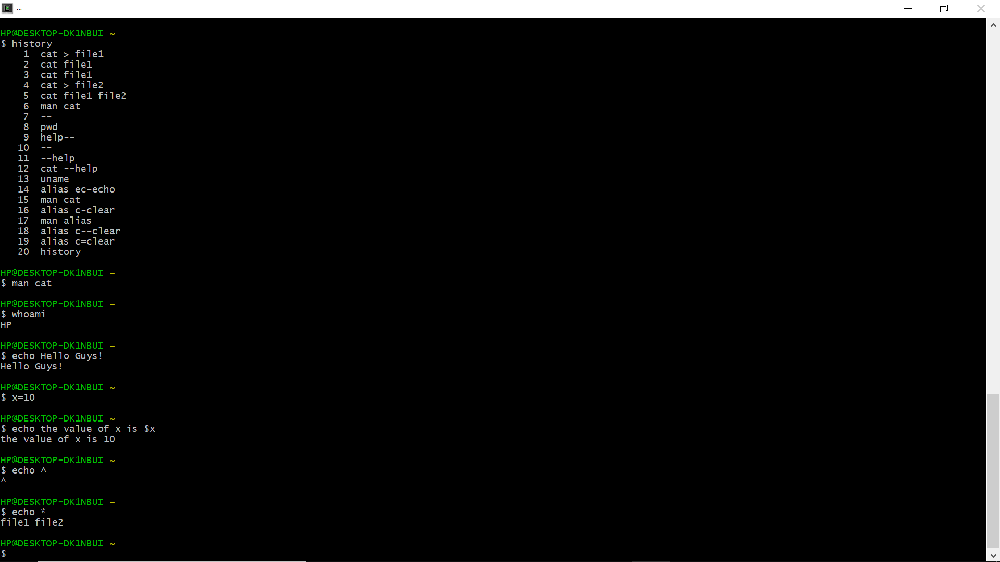 ~
HP@DESKTOP-DK1NBUI ~
$ history
1 cat > file1
2 cat file1
3 cat file1
4 cat > file2
5 cat file1 file2
6 man cat
7 --
8 pwd
9 help--
10 --
11 --help
12 cat --help
13 uname
14 alias ec-echo
15 man cat
16 alias c-clear
17 man alias
18 alias c--clear
19 alias c=clear
20 history
HP@DESKTOP-DK1NBUI ~
$ man cat
HP@DESKTOP-DK1NBUI ~
$ whoami
HP
HP@DESKTOP-DK1NBUI ~
$ echo Hello Guys!
Hello Guys!
HP@DESKTOP-DK1NBUI ~
$ x=10
HP@DESKTOP-DK1NBUI ~
$ echo the value of x is $x
the value of x is 10
HP@DESKTOP-DK1NBUI ~
$ echo ^
^
HP@DESKTOP-DK1NBUI ~
$ echo *
file1 file2
HP@DESKTOP-DK1NBUI ~
$